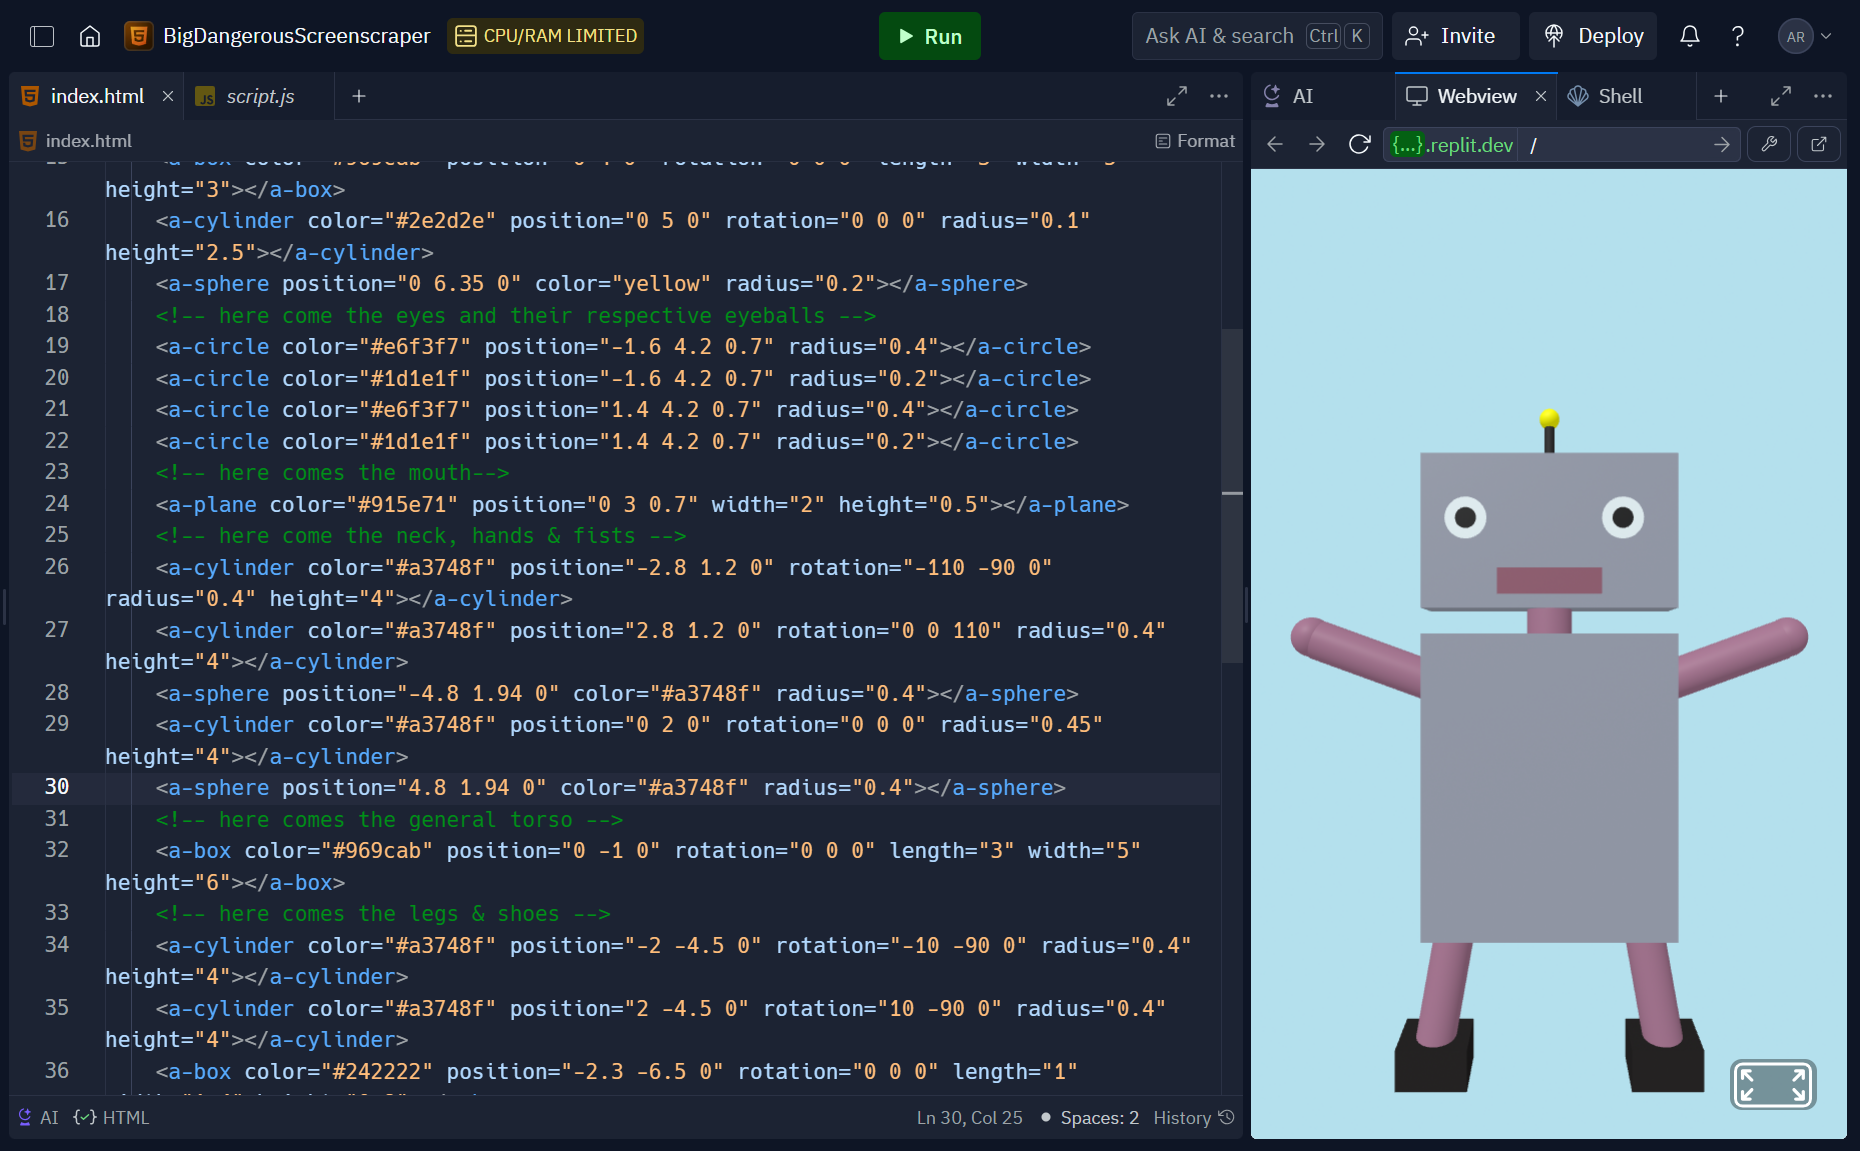 BigDangerousScreenscraper
CPU/RAM LIMITED
Run
Ask AI & search Ctrl K
Invite
Deploy
?
AR
index.html
script.js
index.html
Format
height="3"></a-box>
16 <a-cylinder color="#2e2d2e" position="0 5 0" rotation="0 0 0" radius="0.1"
height="2.5"></a-cylinder>
17 <a-sphere position="0 6.35 0" color="yellow" radius="0.2"></a-sphere>
18 <!-- here come the eyes and their respective eyeballs -->
19 <a-circle color="#e6f3f7" position="-1.6 4.2 0.7" radius="0.4"></a-circle>
20 <a-circle color="#1d1e1f" position="-1.6 4.2 0.7" radius="0.2"></a-circle>
21 <a-circle color="#e6f3f7" position="1.4 4.2 0.7" radius="0.4"></a-circle>
22 <a-circle color="#1d1e1f" position="1.4 4.2 0.7" radius="0.2"></a-circle>
23 <!-- here comes the mouth-->
24 <a-plane color="#915e71" position="0 3 0.7" width="2" height="0.5"></a-plane>
25 <!-- here come the neck, hands & fists -->
26 <a-cylinder color="#a3748f" position="-2.8 1.2 0" rotation="-110 -90 0"
radius="0.4" height="4"></a-cylinder>
27 <a-cylinder color="#a3748f" position="2.8 1.2 0" rotation="0 0 110" radius="0.4"
height="4"></a-cylinder>
28 <a-sphere position="-4.8 1.94 0" color="#a3748f" radius="0.4"></a-sphere>
29 <a-cylinder color="#a3748f" position="0 2 0" rotation="0 0 0" radius="0.45"
height="4"></a-cylinder>
30 <a-sphere position="4.8 1.94 0" color="#a3748f" radius="0.4"></a-sphere>
31 <!-- here comes the general torso -->
32 <a-box color="#969cab" position="0 -1 0" rotation="0 0 0" length="3" width="5"
height="6"></a-box>
33 <!-- here comes the legs & shoes -->
34 <a-cylinder color="#a3748f" position="-2 -4.5 0" rotation="-10 -90 0" radius="0.4"
height="4"></a-cylinder>
35 <a-cylinder color="#a3748f" position="2 -4.5 0" rotation="10 -90 0" radius="0.4"
height="4"></a-cylinder>
36 <a-box color="#242222" position="-2.3 -6.5 0" rotation="0 0 0" length="1"
AI
HTML
Ln 30, Col 25
Spaces: 2
History
AI
Webview
Shell
{...}.replit.dev /